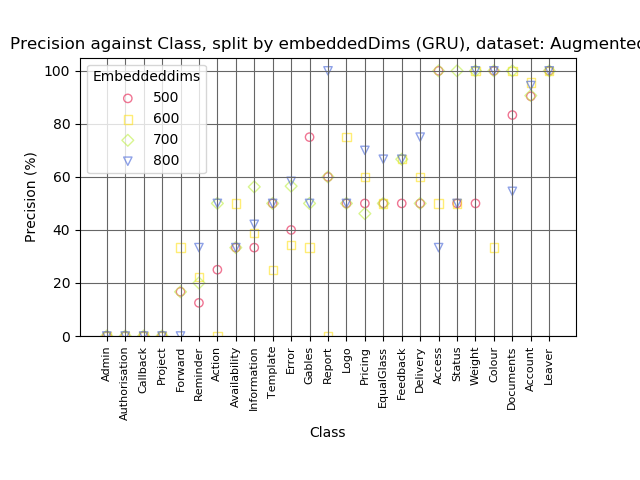 Precision against Class, split by embeddedDims (GRU), dataset: Augmented
Embeddeddims
500
600
700
800
Precision (%)
100
80
60
40
20
0
Admin
Authorisation
Callback
Project
Forward
Reminder
Action
Availability
Information
Template
Error
Gables
Report
Logo
Pricing
EqualGlass
Feedback
Delivery
Access
Status
Weight
Colour
Documents
Account
Leaver
Class